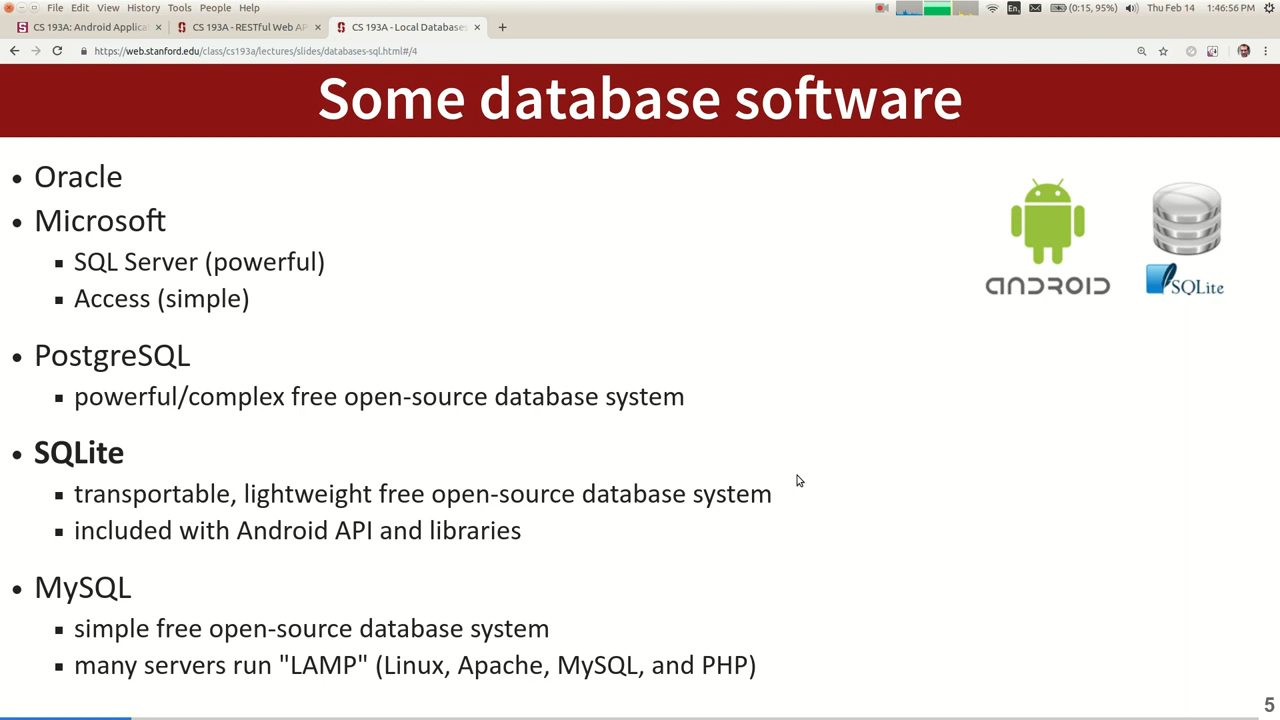 File Edit View History Tools People Help
En
(0:15, 95%)
Thu Feb 14
1:46:56 PM
CS 193A: Android Applica
CS 193A - RESTful Web AP
CS 193A - Local Databases
https://web.stanford.edu/class/cs193a/lectures/slides/databases-sql.html#/4
Some database software
• Oracle
• Microsoft
▪ SQL Server (powerful)
▪ Access (simple)
ANDROID
SQLite
• PostgreSQL
▪ powerful/complex free open-source database system
• SQLite
▪ transportable, lightweight free open-source database system
▪ included with Android API and libraries
• MySQL
▪ simple free open-source database system
▪ many servers run "LAMP" (Linux, Apache, MySQL, and PHP)
5